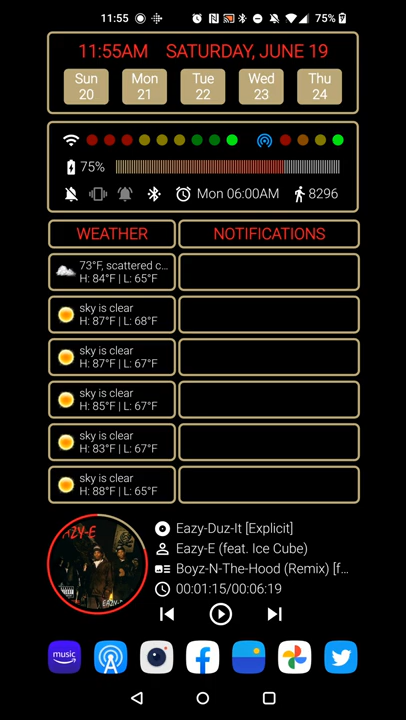 11:55
75%
11:55AM SATURDAY, JUNE 19
Sun Mon Tue Wed Thu
20 21 22 23 24
75%
Mon 06:00AM 8296
WEATHER NOTIFICATIONS
73°F, scattered c...
H: 84°F | L: 65°F
sky is clear
H: 87°F | L: 68°F
sky is clear
H: 87°F | L: 67°F
sky is clear
H: 85°F | L: 67°F
sky is clear
H: 83°F | L: 67°F
sky is clear
H: 88°F | L: 65°F
Eazy-Duz-It [Explicit]
Eazy-E (feat. Ice Cube)
Boyz-N-The-Hood (Remix) [f...
00:01:15/00:06:19
EAZY-E
music